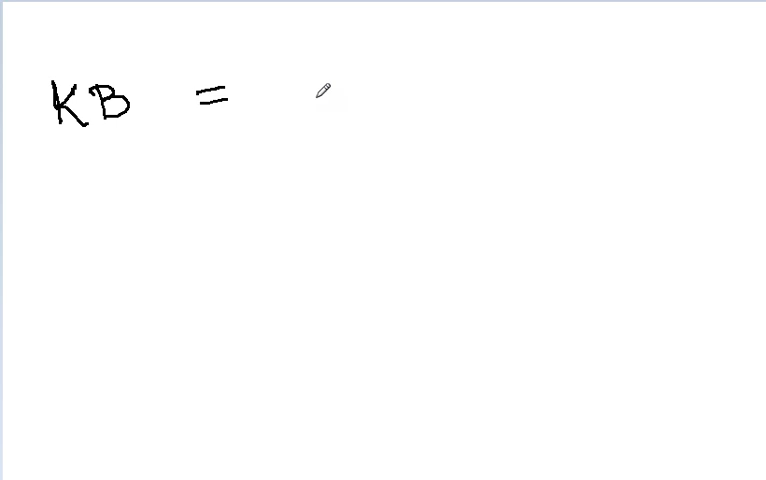 KB =